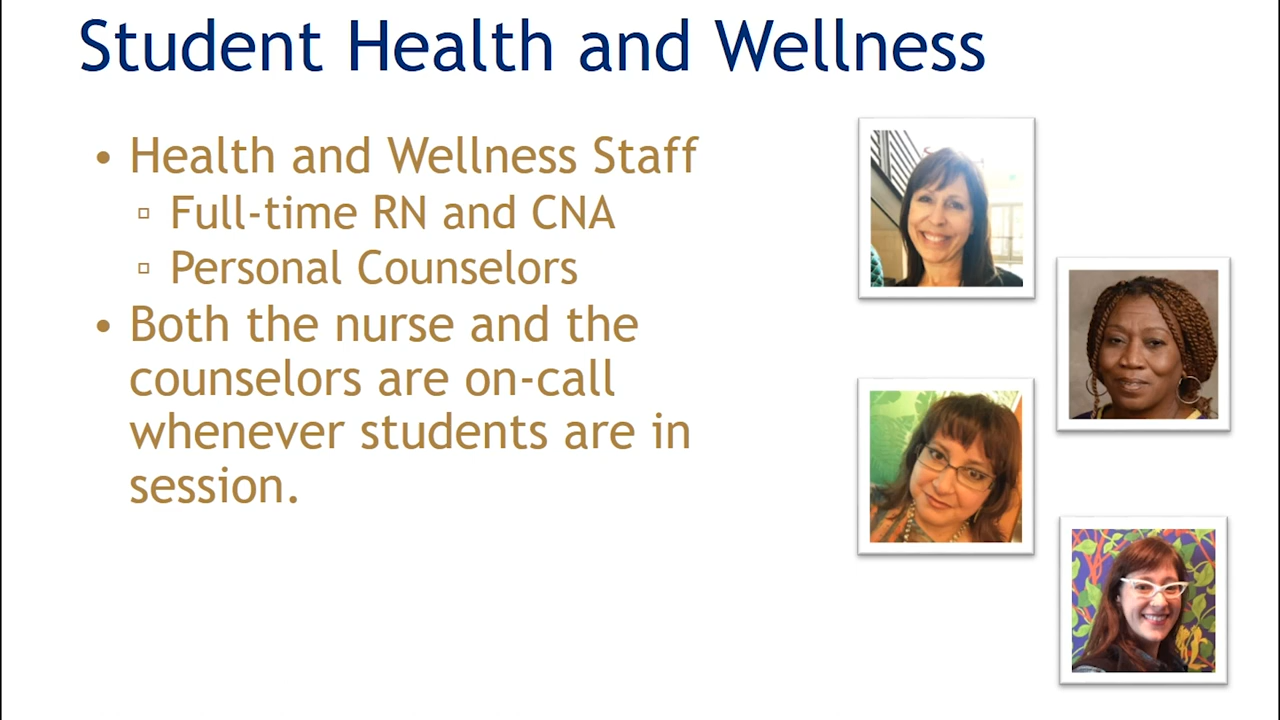 Student Health and Wellness
• Health and Wellness Staff
▫ Full-time RN and CNA
▫ Personal Counselors
• Both the nurse and the
counselors are on-call
whenever students are in
session.